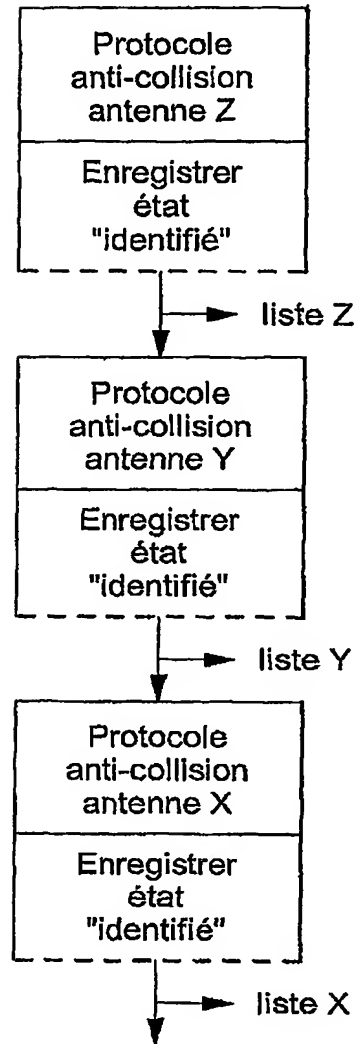 Protocole
anti-collision
antenne Z
Enregistrer
état
"identifié"
liste Z
Protocole
anti-collision
antenne Y
Enregistrer
état
"identifié"
liste Y
Protocole
anti-collision
antenne X
Enregistrer
état
"identifié"
liste X